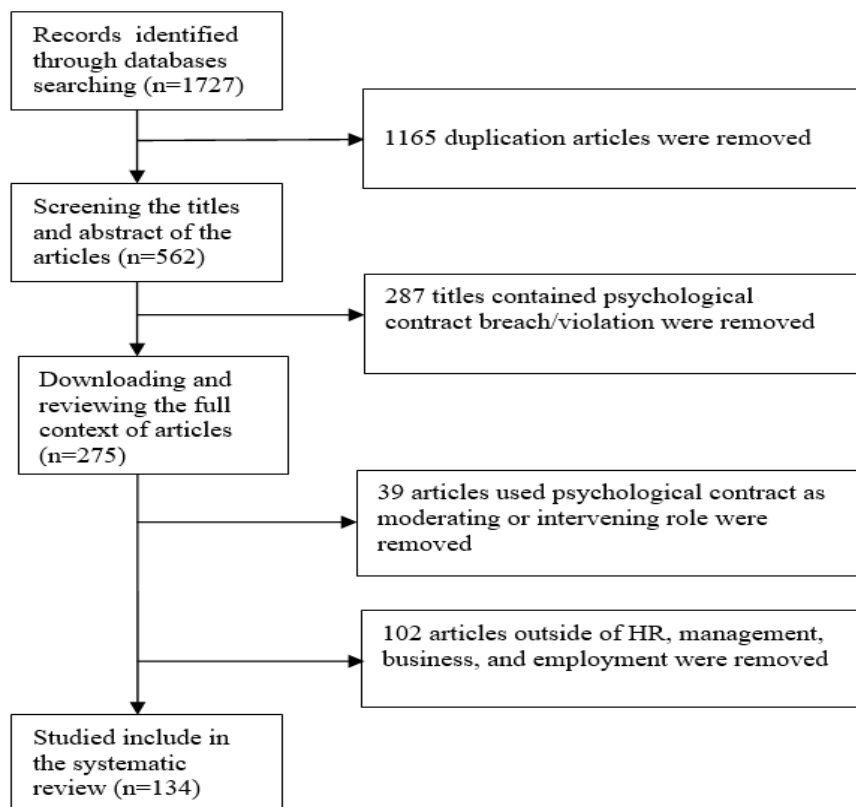 Records identified
through databases
searching (n=1727)
1165 duplication articles were removed
Screening the titles
and abstract of the
articles (n=562)
287 titles contained psychological
contract breach/violation were removed
Downloading and
reviewing the full
context of articles
(n=275)
39 articles used psychological contract as
moderating or intervening role were
removed
102 articles outside of HR, management,
business, and employment were removed
Studied include in
the systematic
review (n=134)